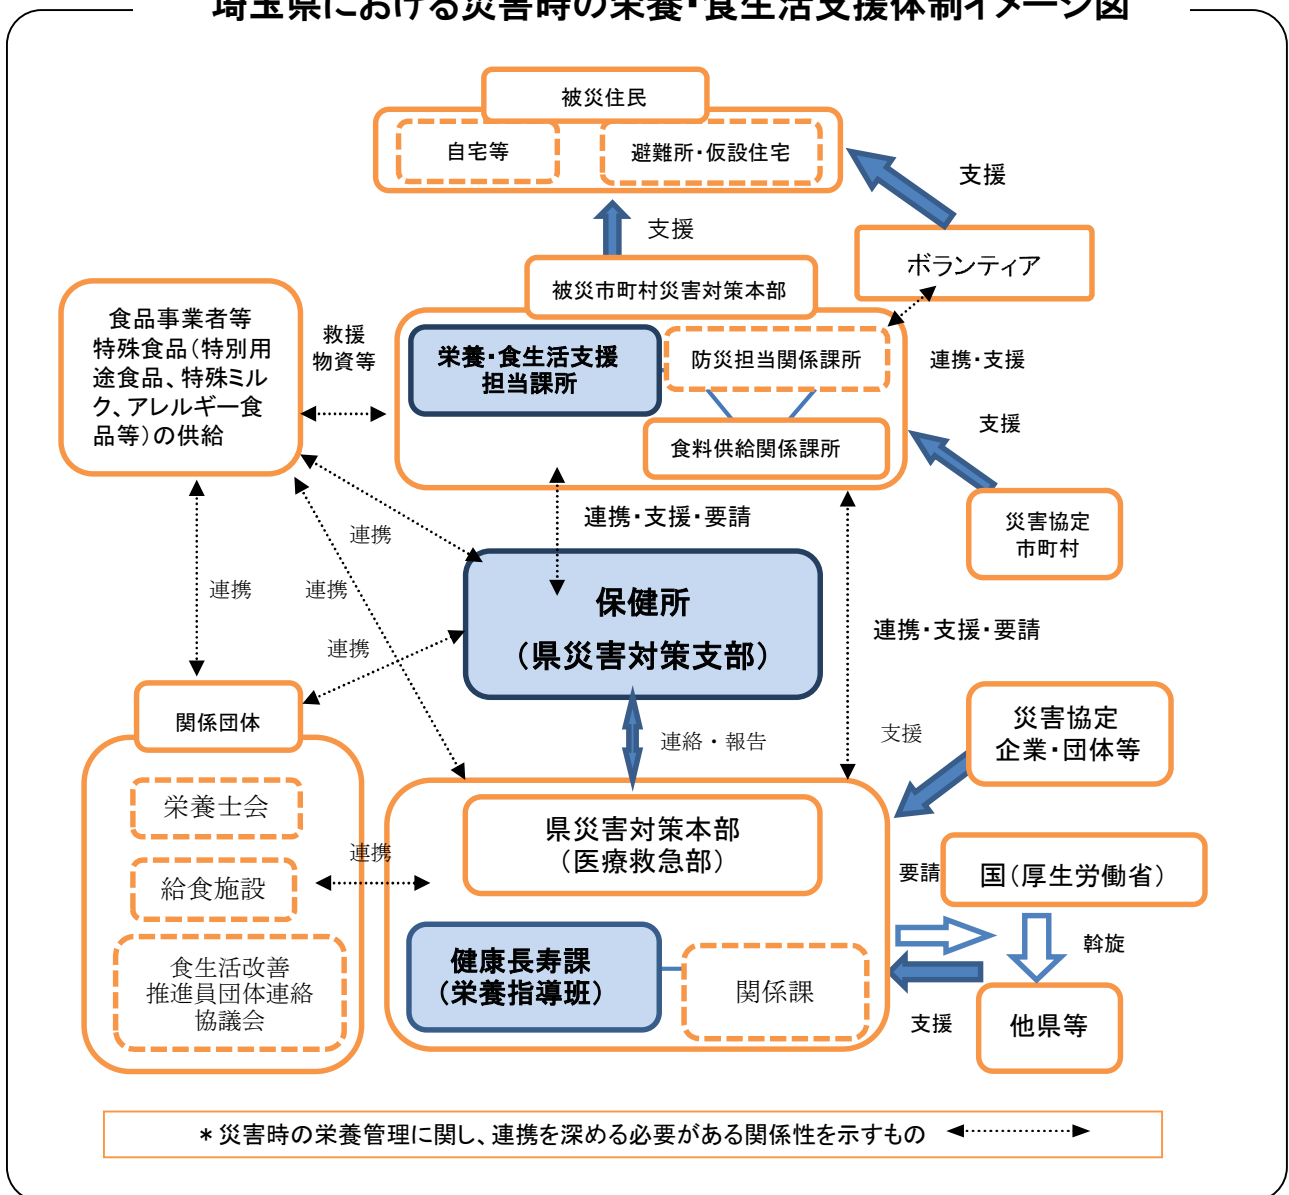 埼玉県における災害時の栄養・食生活支援体制イメージ図
被災住民
自宅等
避難所・仮設住宅
支援
支援
ボランティア
被災市町村災害対策本部
食品事業者等
特殊食品（特別用
途食品、特殊ミル
ク、アレルギー食
品等）の供給
救援
物資等
栄養・食生活支援
担当課所
防災担当関係課所
連携・支援
食料供給関係課所
支援
災害協定
市町村
連携・支援・要請
連携
連携
連携
連携
保健所
（県災害対策支部）
連携・支援・要請
関係団体
連絡・報告
支援
災害協定
企業・団体等
栄養士会
給食施設
食生活改善
推進員団体連絡
協議会
連携
県災害対策本部
（医療救急部）
要請
国（厚生労働省）
健康長寿課
（栄養指導班）
関係課
斡旋
支援
他県等
＊災害時の栄養管理に関し、連携を深める必要がある関係性を示すもの